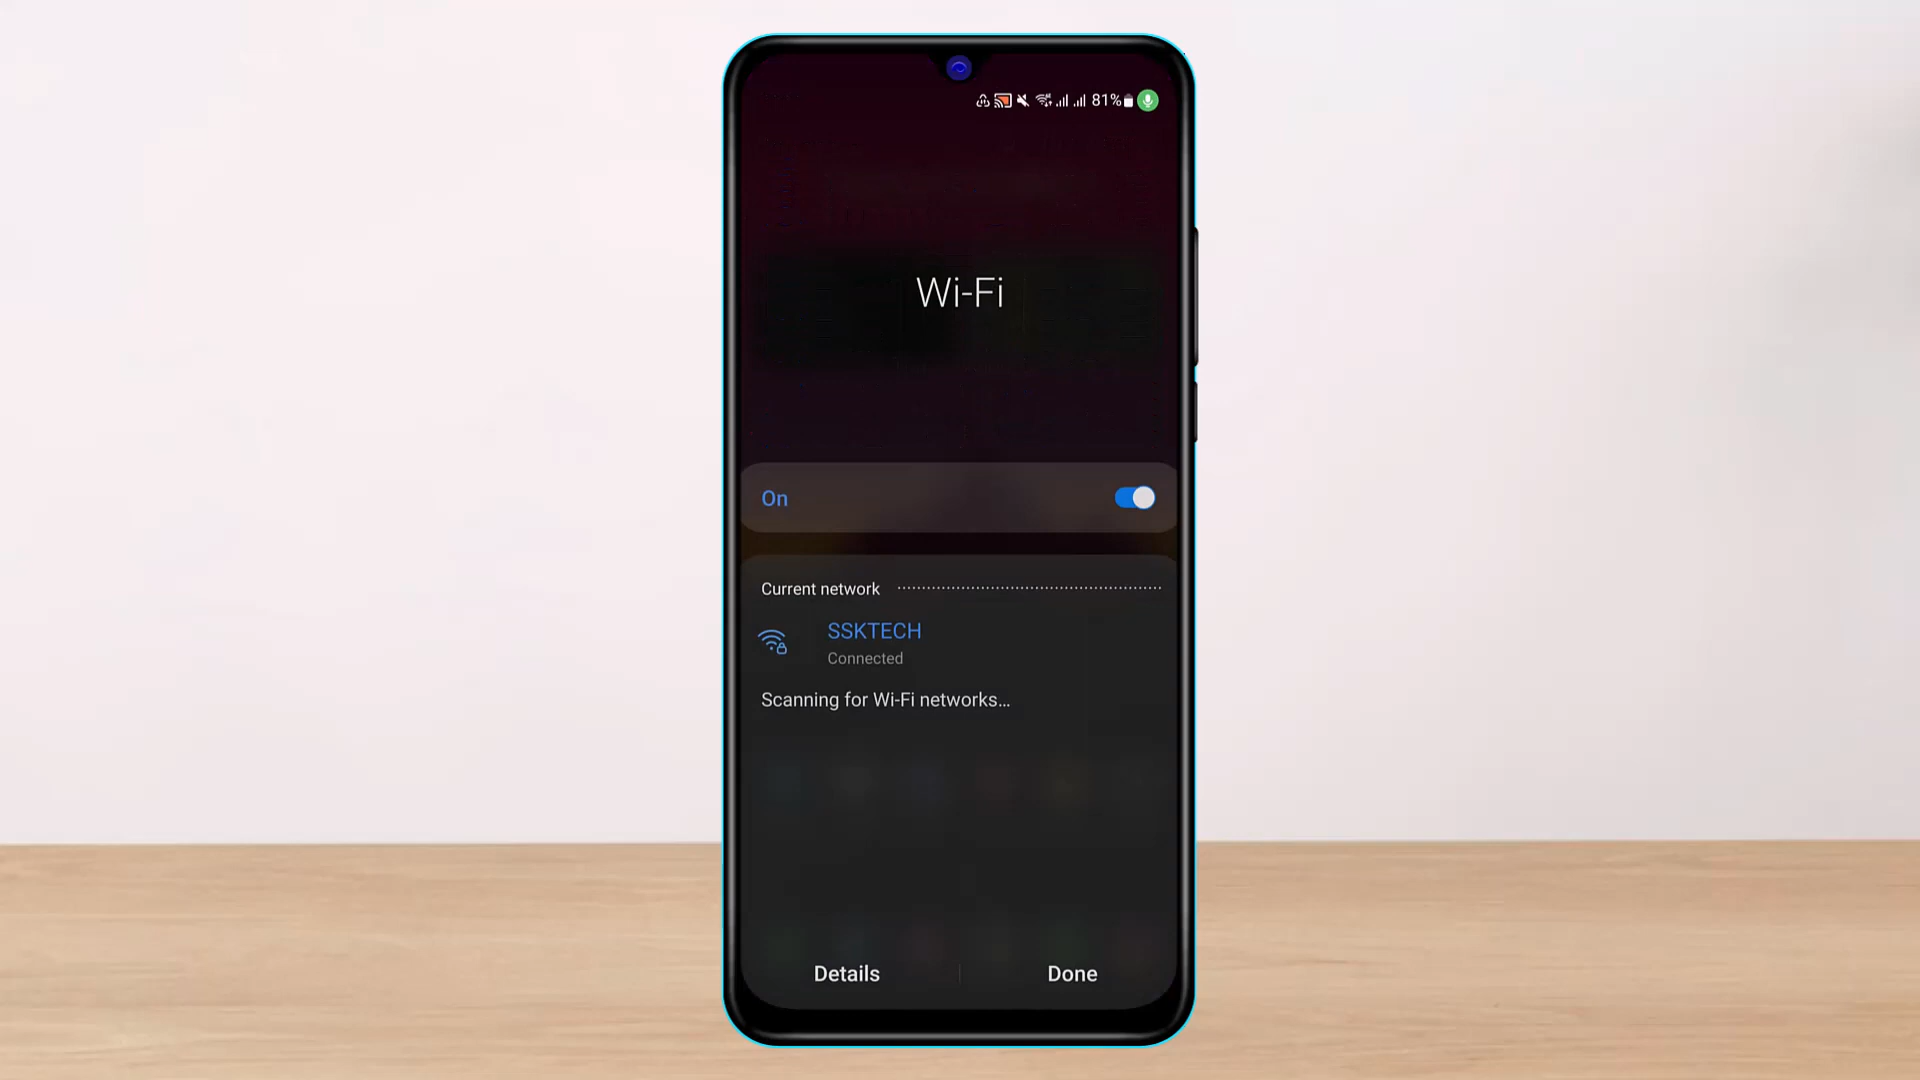 81%
Wi-Fi
On
Current network
SSKTECH
Connected
Scanning for Wi-Fi networks...
Details
Done